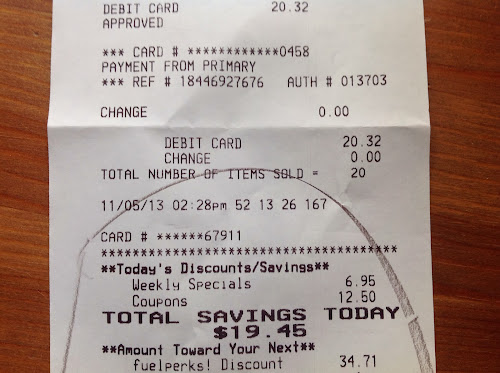 DEBIT CARD 20.32
APPROVED
*** CARD # ************0458
PAYMENT FROM PRIMARY
*** REF # 18446927676 AUTH # 013703
CHANGE 0.00
DEBIT CARD 20.32
CHANGE 0.00
TOTAL NUMBER OF ITEMS SOLD = 20
11/05/13 02:28pm 52 13 26 167
CARD # ******67911
****************************************
**Today's Discounts/Savings**
Weekly Specials 6.95
Coupons 12.50
TOTAL SAVINGS TODAY
$19.45
**Amount Toward Your Next**
fuelperks! Discount 34.71